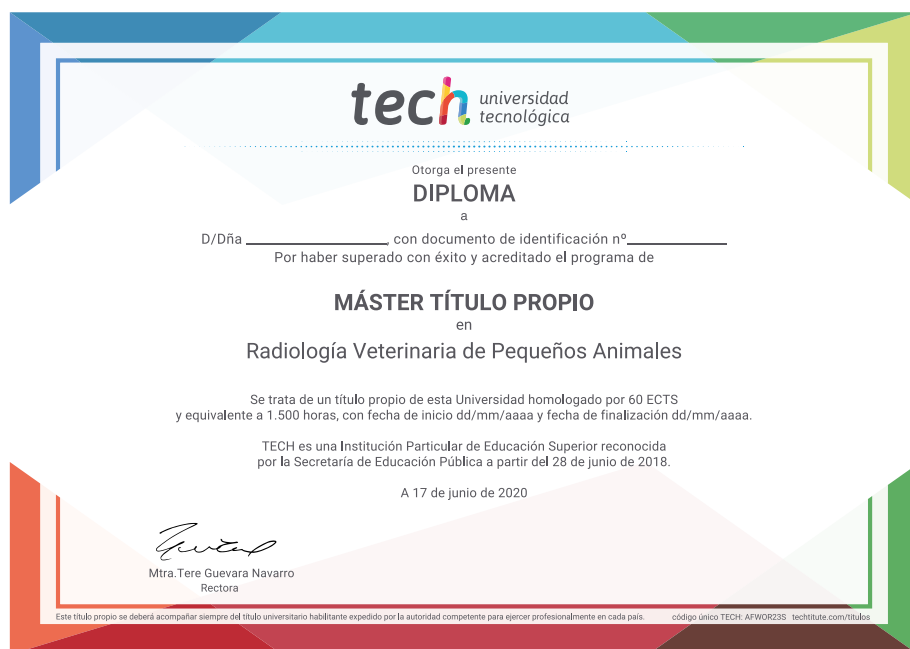 tech universidad
tecnológica
Otorga el presente
DIPLOMA
a
D/Dña ______________, con documento de identificación nº__________
Por haber superado con éxito y acreditado el programa de
MÁSTER TÍTULO PROPIO
en
Radiología Veterinaria de Pequeños Animales
Se trata de un título propio de esta Universidad homologado por 60 ECTS
y equivalente a 1.500 horas, con fecha de inicio dd/mm/aaaa y fecha de finalización dd/mm/aaaa.
TECH es una Institución Particular de Educación Superior reconocida
por la Secretaría de Educación Pública a partir del 28 de junio de 2018.
A 17 de junio de 2020
Mtra.Tere Guevara Navarro
Rectora
Este título propio se deberá acompañar siempre del título universitario habilitante expedido por la autoridad competente para ejercer profesionalmente en cada país. código único TECH: AFWOR23S techtitute.com/titulos